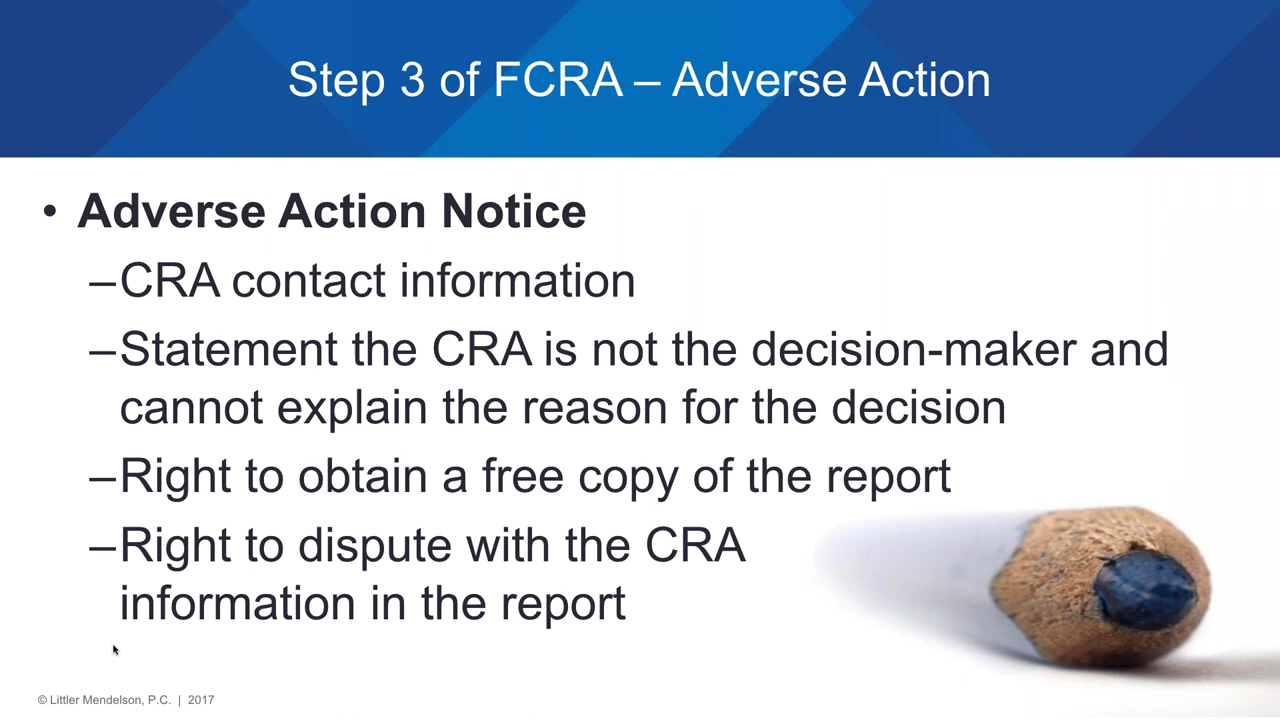 Step 3 of FCRA – Adverse Action
• Adverse Action Notice
–CRA contact information
–Statement the CRA is not the decision-maker and
cannot explain the reason for the decision
–Right to obtain a free copy of the report
–Right to dispute with the CRA
information in the report
© Littler Mendelson, P.C. | 2017